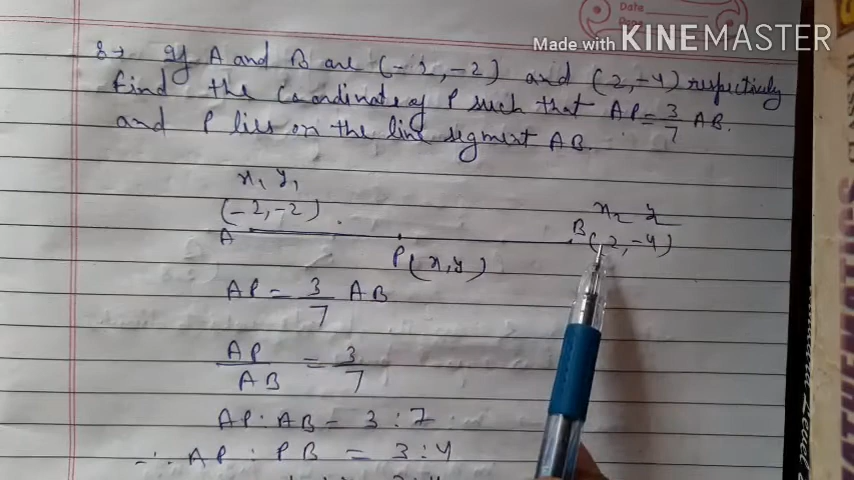 Date
Made with KINEMASTER
8→ If A and B are (-2,-2) and (2,-4) respectively
Find the Coordinate of P such that AP = 3/7 AB.
and P lies on the line segment AB.
x₁ y₁
(-2,-2)
x₂ y₂
A
B (2,-4)
P(x,y)
AP = 3/7 AB
AP/AB = 3/7
AP : AB = 3:7
∴ AP : PB = 3:4